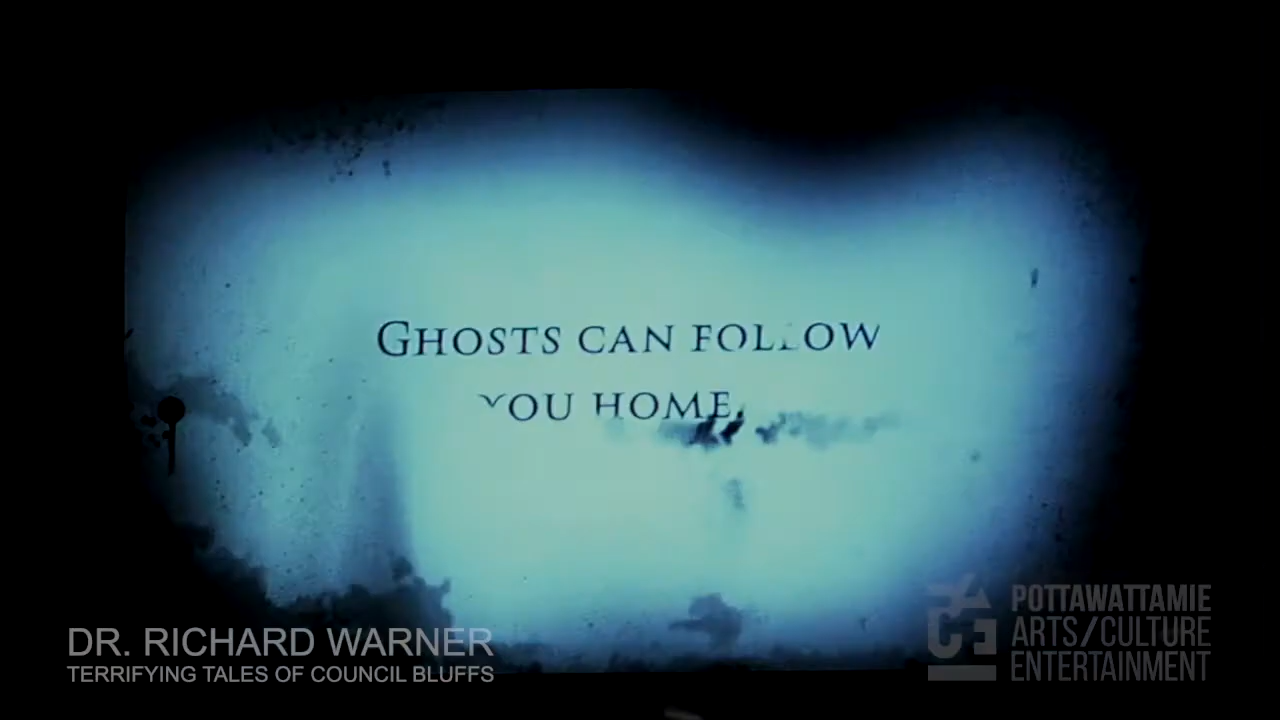 GHOSTS CAN FOLLOW
YOU HOME.
DR. RICHARD WARNER
TERRIFYING TALES OF COUNCIL BLUFFS
POTTAWATTAMIE
ARTS/CULTURE
ENTERTAINMENT